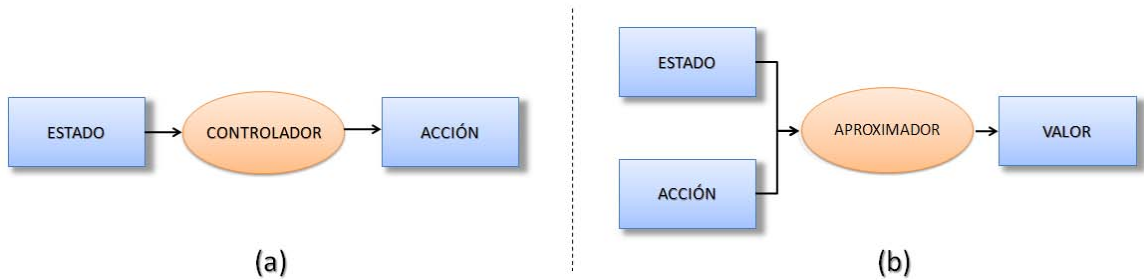 ESTADO
CONTROLADOR
ACCIÓN
(a)
ESTADO
ACCIÓN
APROXIMADOR
VALOR
(b)